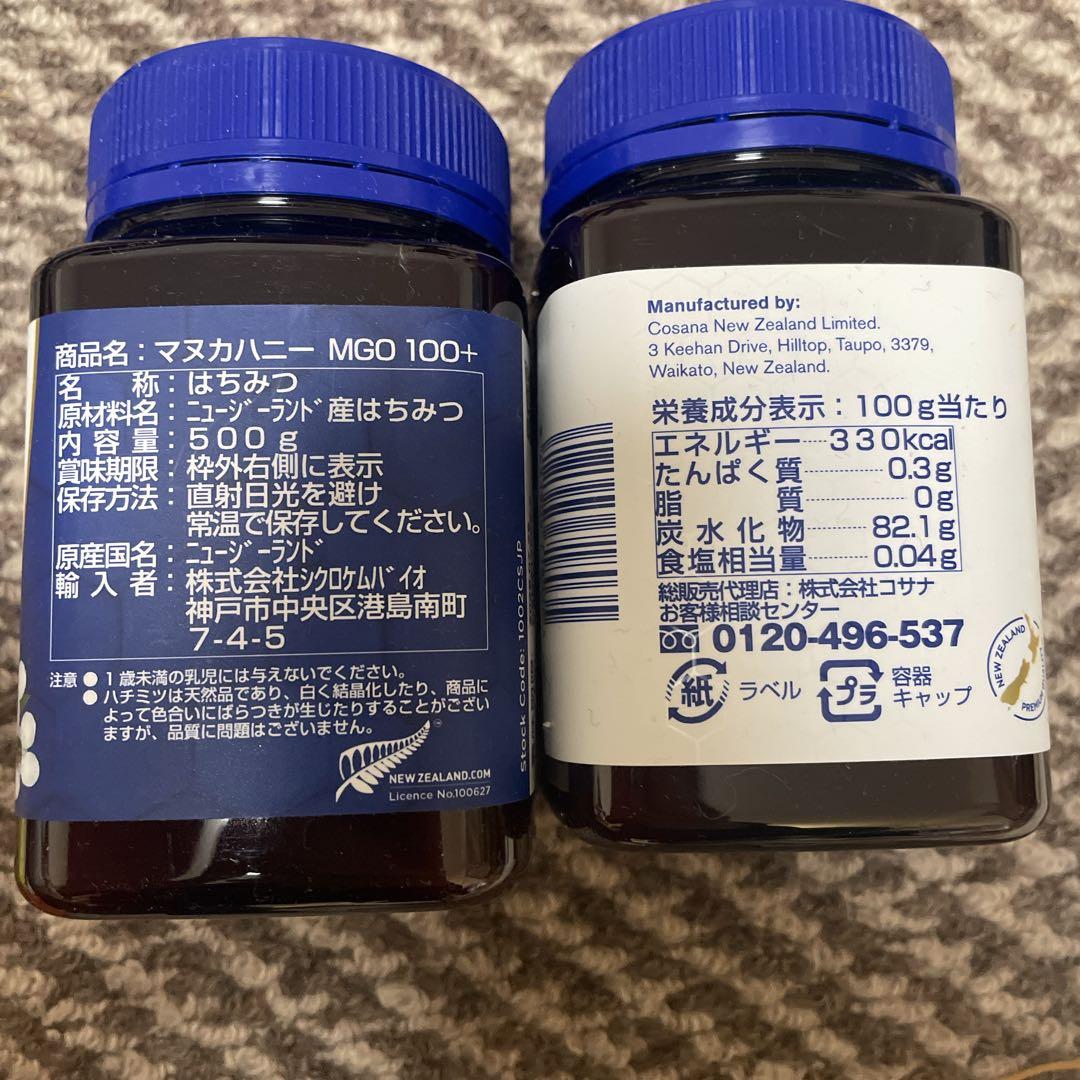 商品名：マヌカハニー MGO 100+
名称：はちみつ
原材料名：ﾆｭｰｼﾞｰﾗﾝﾄﾞ産はちみつ
内容量：500g
賞味期限：枠外右側に表示
保存方法：直射日光を避け
常温で保存してください。
原産国名：ﾆｭｰｼﾞｰﾗﾝﾄﾞ
輸入者：株式会社ｼｸﾛｹﾑﾊﾞｲｵ
神戸市中央区港島南町
7-4-5
注意 ● 1歳未満の乳児には与えないでください。
● ハチミツは天然品であり、白く結晶化したり、商品に
よって色合いにばらつきが生じたりすることがござい
ますが、品質に問題はございません。
NEWZEALAND.COM
Licence No.100627
Stock Code: 1002CSJP
Manufactured by:
Cosana New Zealand Limited.
3 Keehan Drive, Hilltop, Taupo, 3379,
Waikato, New Zealand.
栄養成分表示：100g当たり
エネルギー----330kcal
たんぱく質----------0.3g
脂質----------0g
炭水化物--------82.1g
食塩相当量----0.04g
総販売代理店：株式会社コサナ
お客様相談センター
0120-496-537
紙 ラベル
プラ 容器
キャップ
NEW ZEALAND